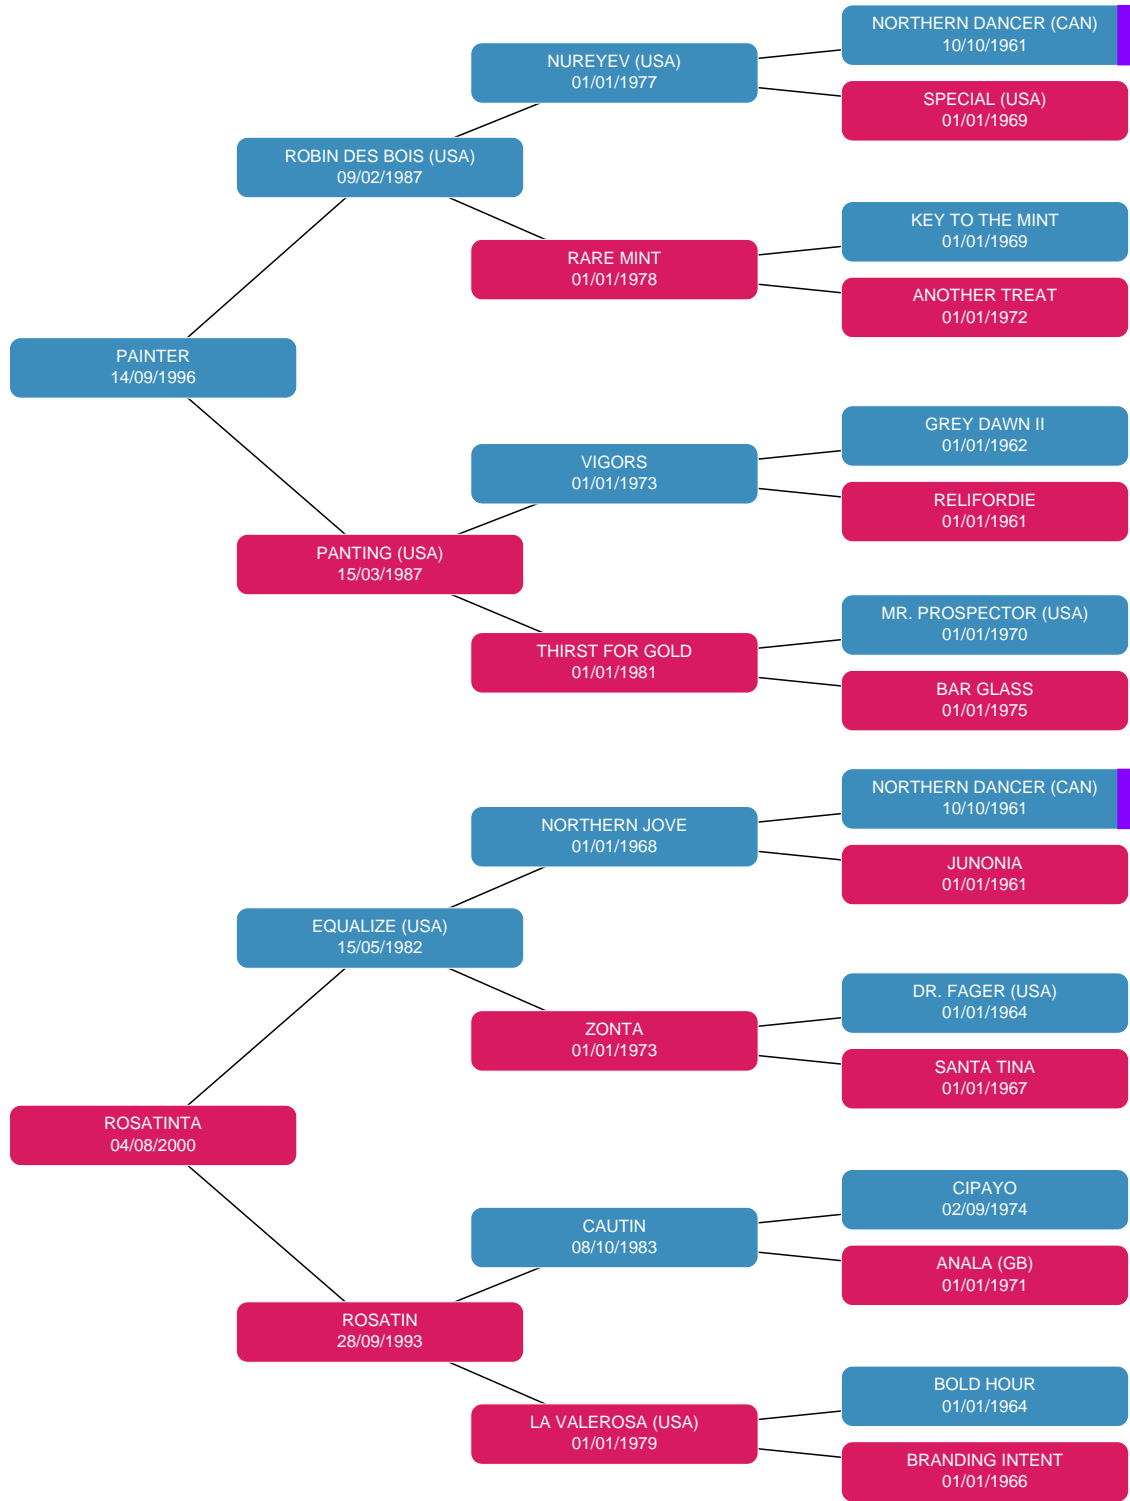 NORTHERN DANCER (CAN)
10/10/1961
NUREYEV (USA)
01/01/1977
SPECIAL (USA)
01/01/1969
ROBIN DES BOIS (USA)
09/02/1987
KEY TO THE MINT
01/01/1969
RARE MINT
01/01/1978
ANOTHER TREAT
01/01/1972
PAINTER
14/09/1996
GREY DAWN II
01/01/1962
VIGORS
01/01/1973
RELIFORDIE
01/01/1961
PANTING (USA)
15/03/1987
MR. PROSPECTOR (USA)
01/01/1970
THIRST FOR GOLD
01/01/1981
BAR GLASS
01/01/1975
NORTHERN DANCER (CAN)
10/10/1961
NORTHERN JOVE
01/01/1968
JUNONIA
01/01/1961
EQUALIZE (USA)
15/05/1982
DR. FAGER (USA)
01/01/1964
ZONTA
01/01/1973
SANTA TINA
01/01/1967
ROSATINTA
04/08/2000
CIPAYO
02/09/1974
CAUTIN
08/10/1983
ANALA (GB)
01/01/1971
ROSATIN
28/09/1993
BOLD HOUR
01/01/1964
LA VALEROSA (USA)
01/01/1979
BRANDING INTENT
01/01/1966